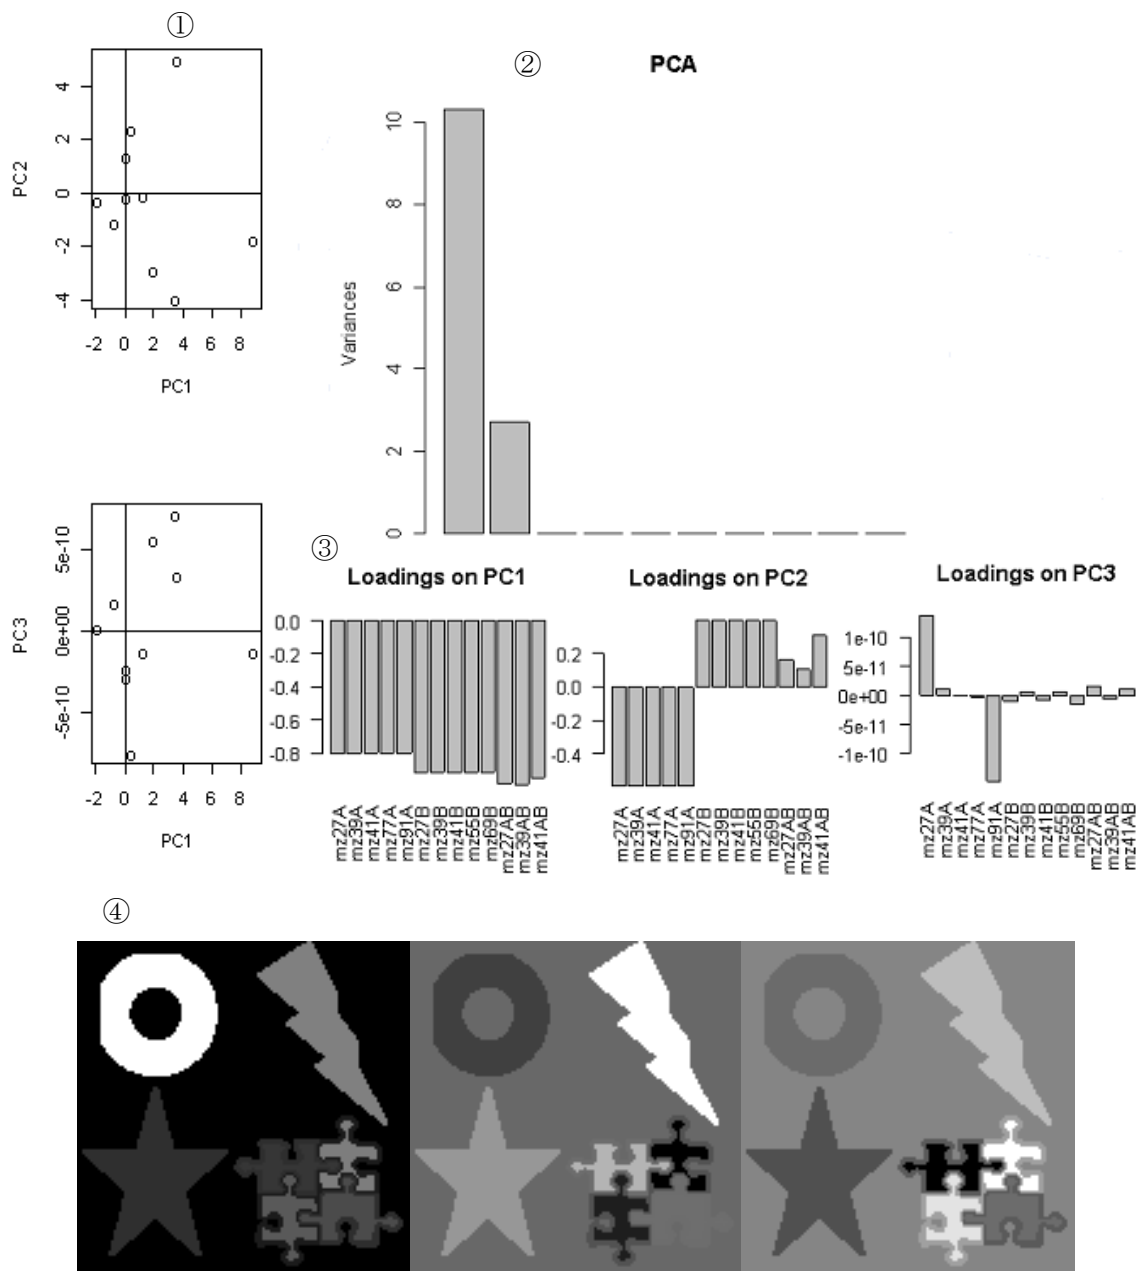 ①
4
2
0
-2
-4
PC2
-2 0 2 4 6 8
PC1
② PCA
10
8
6
4
2
0
Variances
5e-10
0e+00
-5e-10
PC3
-2 0 2 4 6 8
PC1
③
Loadings on PC1
0.0
-0.2
-0.4
-0.6
-0.8
mz27A
mz39A
mz41A
mz77A
mz91A
mz27B
mz39B
mz41B
mz55B
mz69B
mz27AB
mz39AB
mz41AB
Loadings on PC2
0.2
0.0
-0.2
-0.4
mz27A
mz39A
mz41A
mz77A
mz91A
mz27B
mz39B
mz41B
mz55B
mz69B
mz27AB
mz39AB
mz41AB
Loadings on PC3
1e-10
5e-11
0e+00
-5e-11
-1e-10
mz27A
mz39A
mz41A
mz77A
mz91A
mz27B
mz39B
mz41B
mz55B
mz69B
mz27AB
mz39AB
mz41AB
④